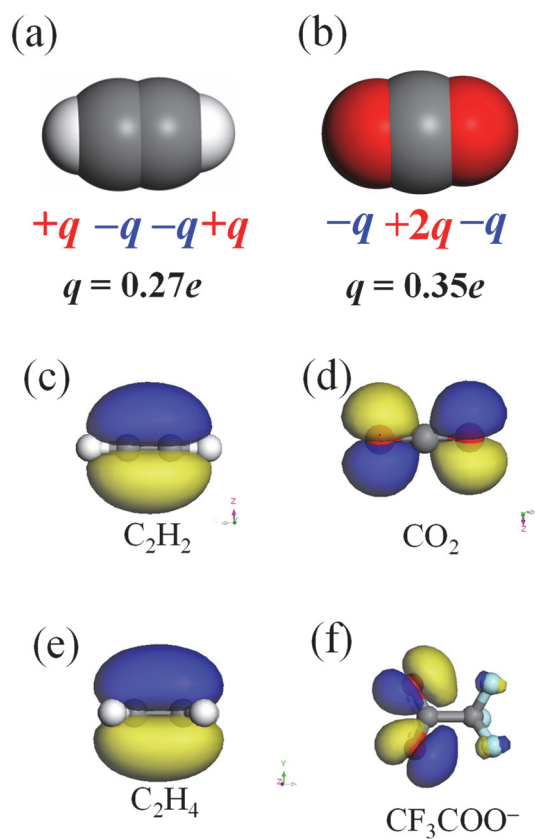 (a) (b)
+q −q −q +q −q +2q −q
q = 0.27e q = 0.35e
(c) (d)
Z
Z
C₂H₂ CO₂
(e) (f)
Y
Z
C₂H₄ CF₃COO⁻